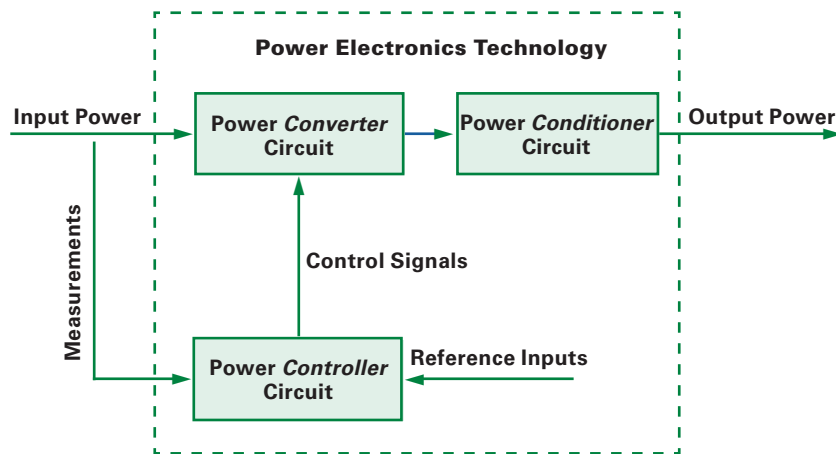 Power Electronics Technology
Input Power
Power Converter
Circuit
Power Conditioner
Circuit
Output Power
Measurements
Control Signals
Power Controller
Circuit
Reference Inputs